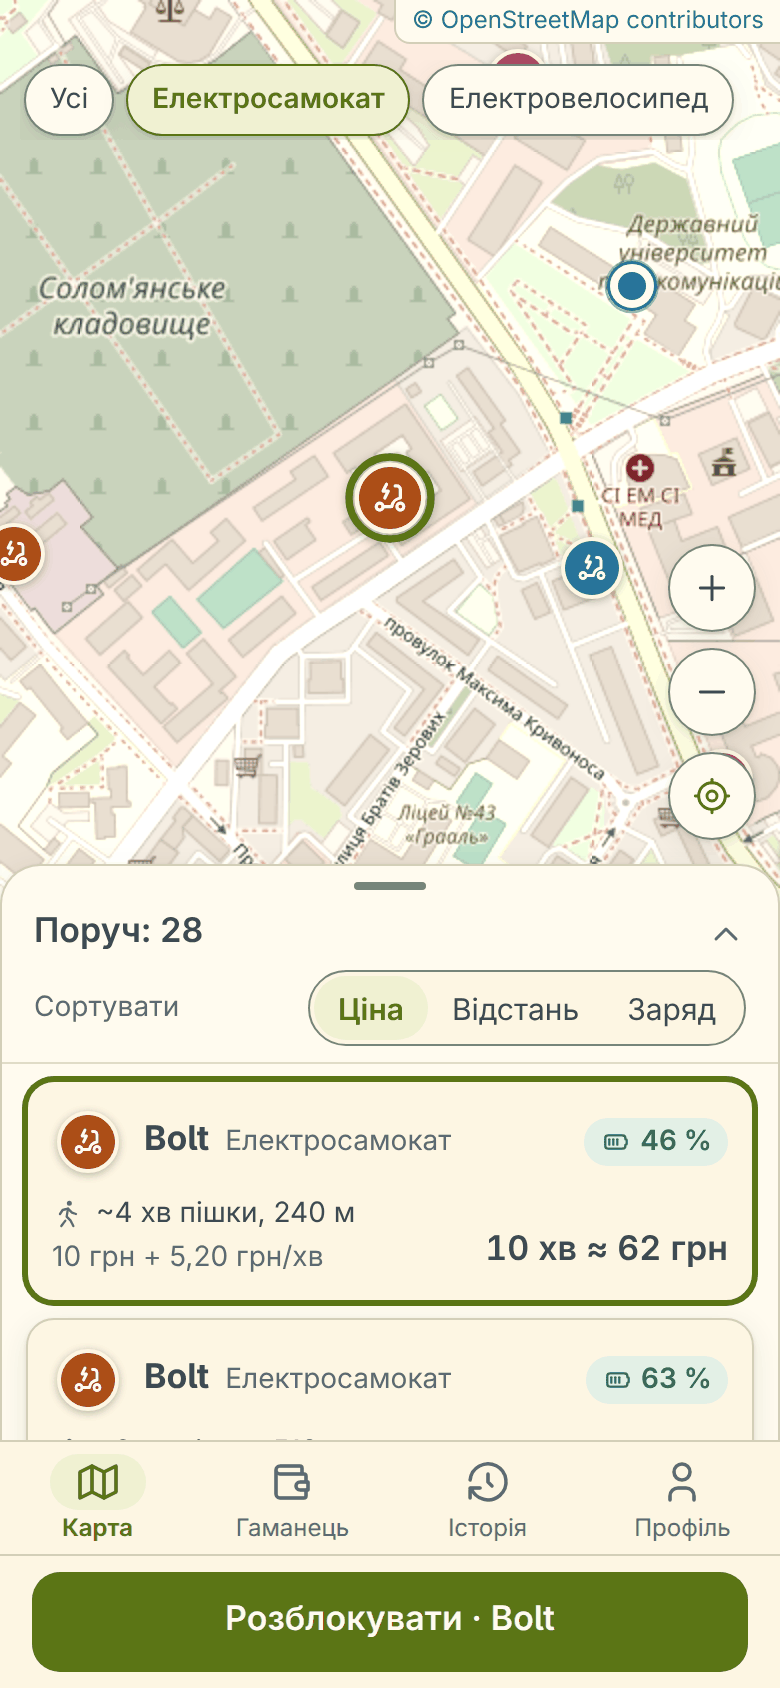 © OpenStreetMap contributors
Усі
Електросамокат
Електровелосипед
Державний
університет
Солом'янське
кладовище
СІ ЕМ СІ
МЕД
провулок Максима Кривоноса
Братів Зерових
Ліцей №43
«Грааль»
Поруч: 28
Сортувати
Ціна
Відстань
Заряд
Bolt Електросамокат
46 %
~4 хв пішки, 240 м
10 грн + 5,20 грн/хв
10 хв ≈ 62 грн
Bolt Електросамокат
63 %
Карта
Гаманець
Історія
Профіль
Розблокувати · Bolt